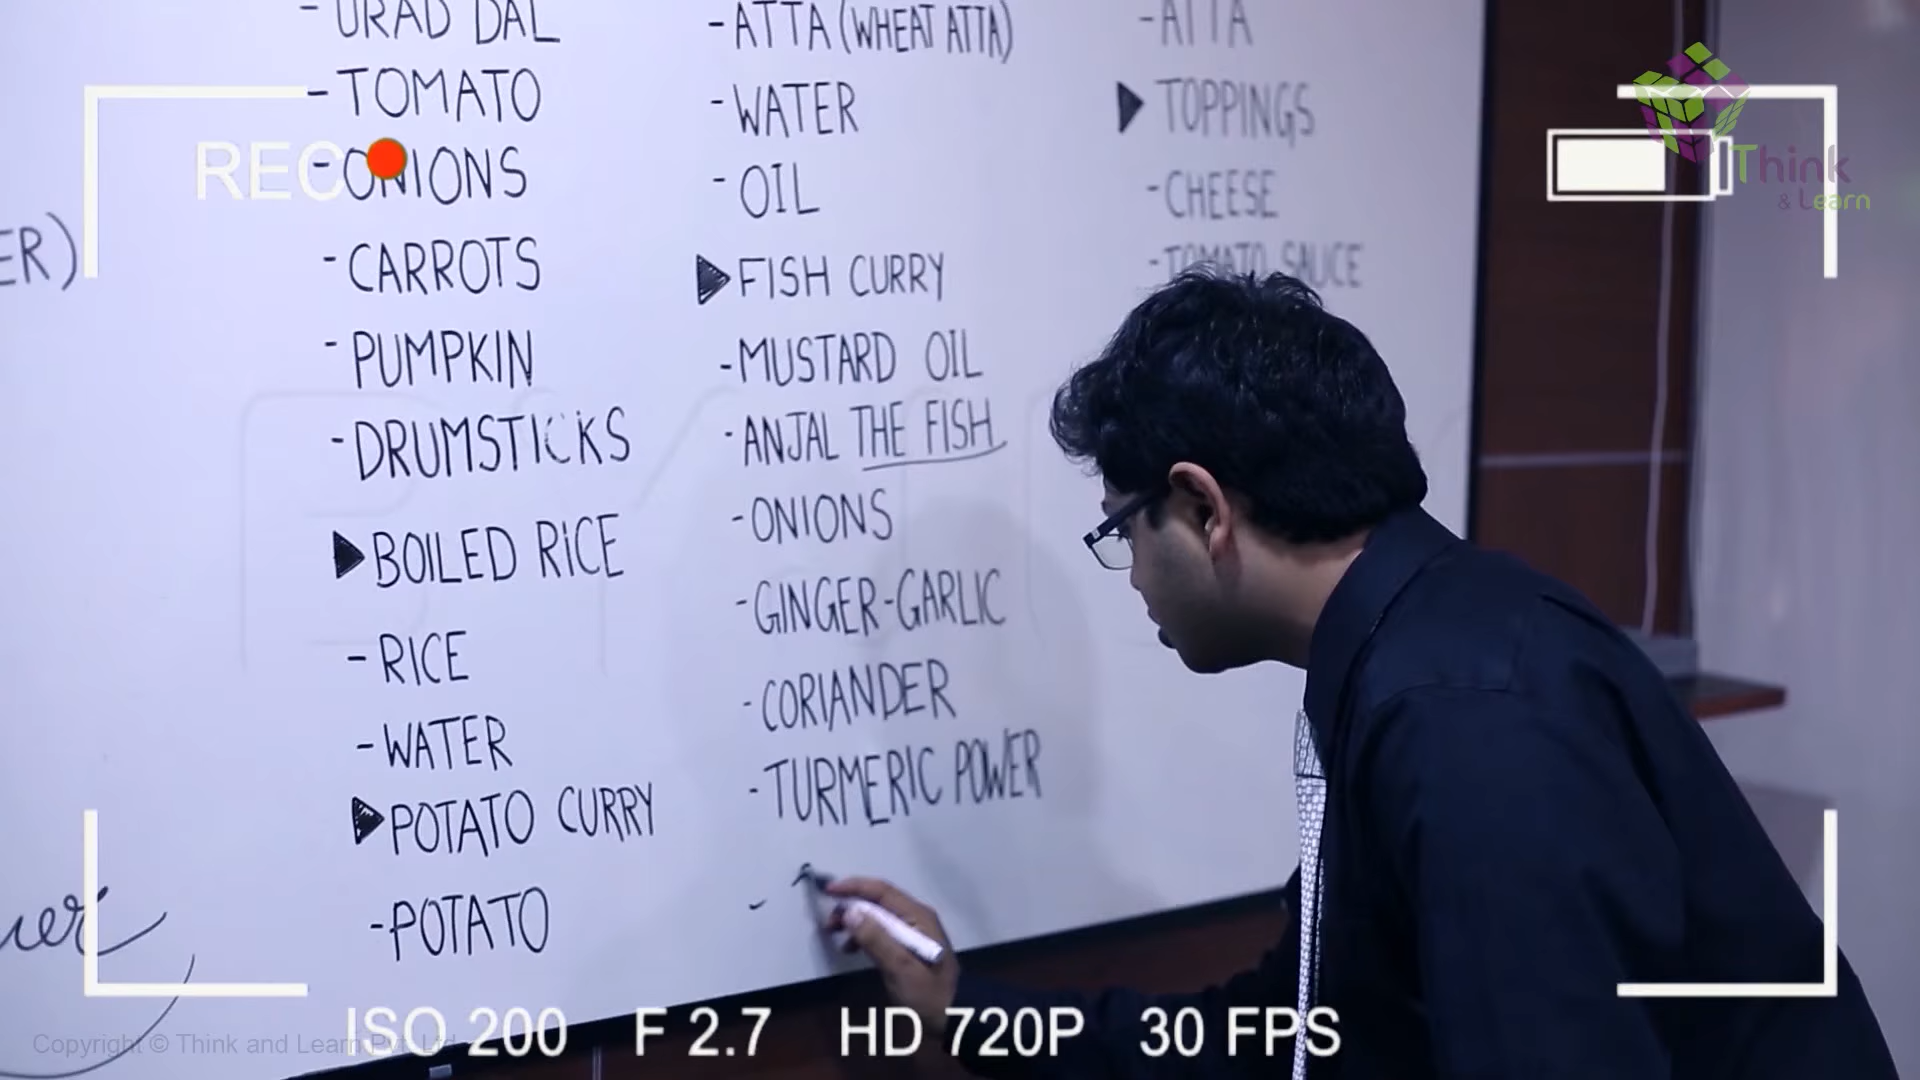 ER)
uer
- URAD DAL
- TOMATO
- ONIONS
- CARROTS
- PUMPKIN
- DRUMSTICKS
▶ BOILED RICE
- RICE
- WATER
▶ POTATO CURRY
- POTATO
- ATTA (WHEAT ATTA)
- WATER
- OIL
▶ FISH CURRY
- MUSTARD OIL
- ANJAL THE FISH
- ONIONS
- GINGER-GARLIC
- CORIANDER
- TURMERIC POWER
-
- ATTA
▶ TOPPINGS
- CHEESE
- TOMATO SAUCE
REC
Think
& Learn
ISO 200 F 2.7 HD 720P 30 FPS
Copyright © Think and Learn Pvt. Ltd.